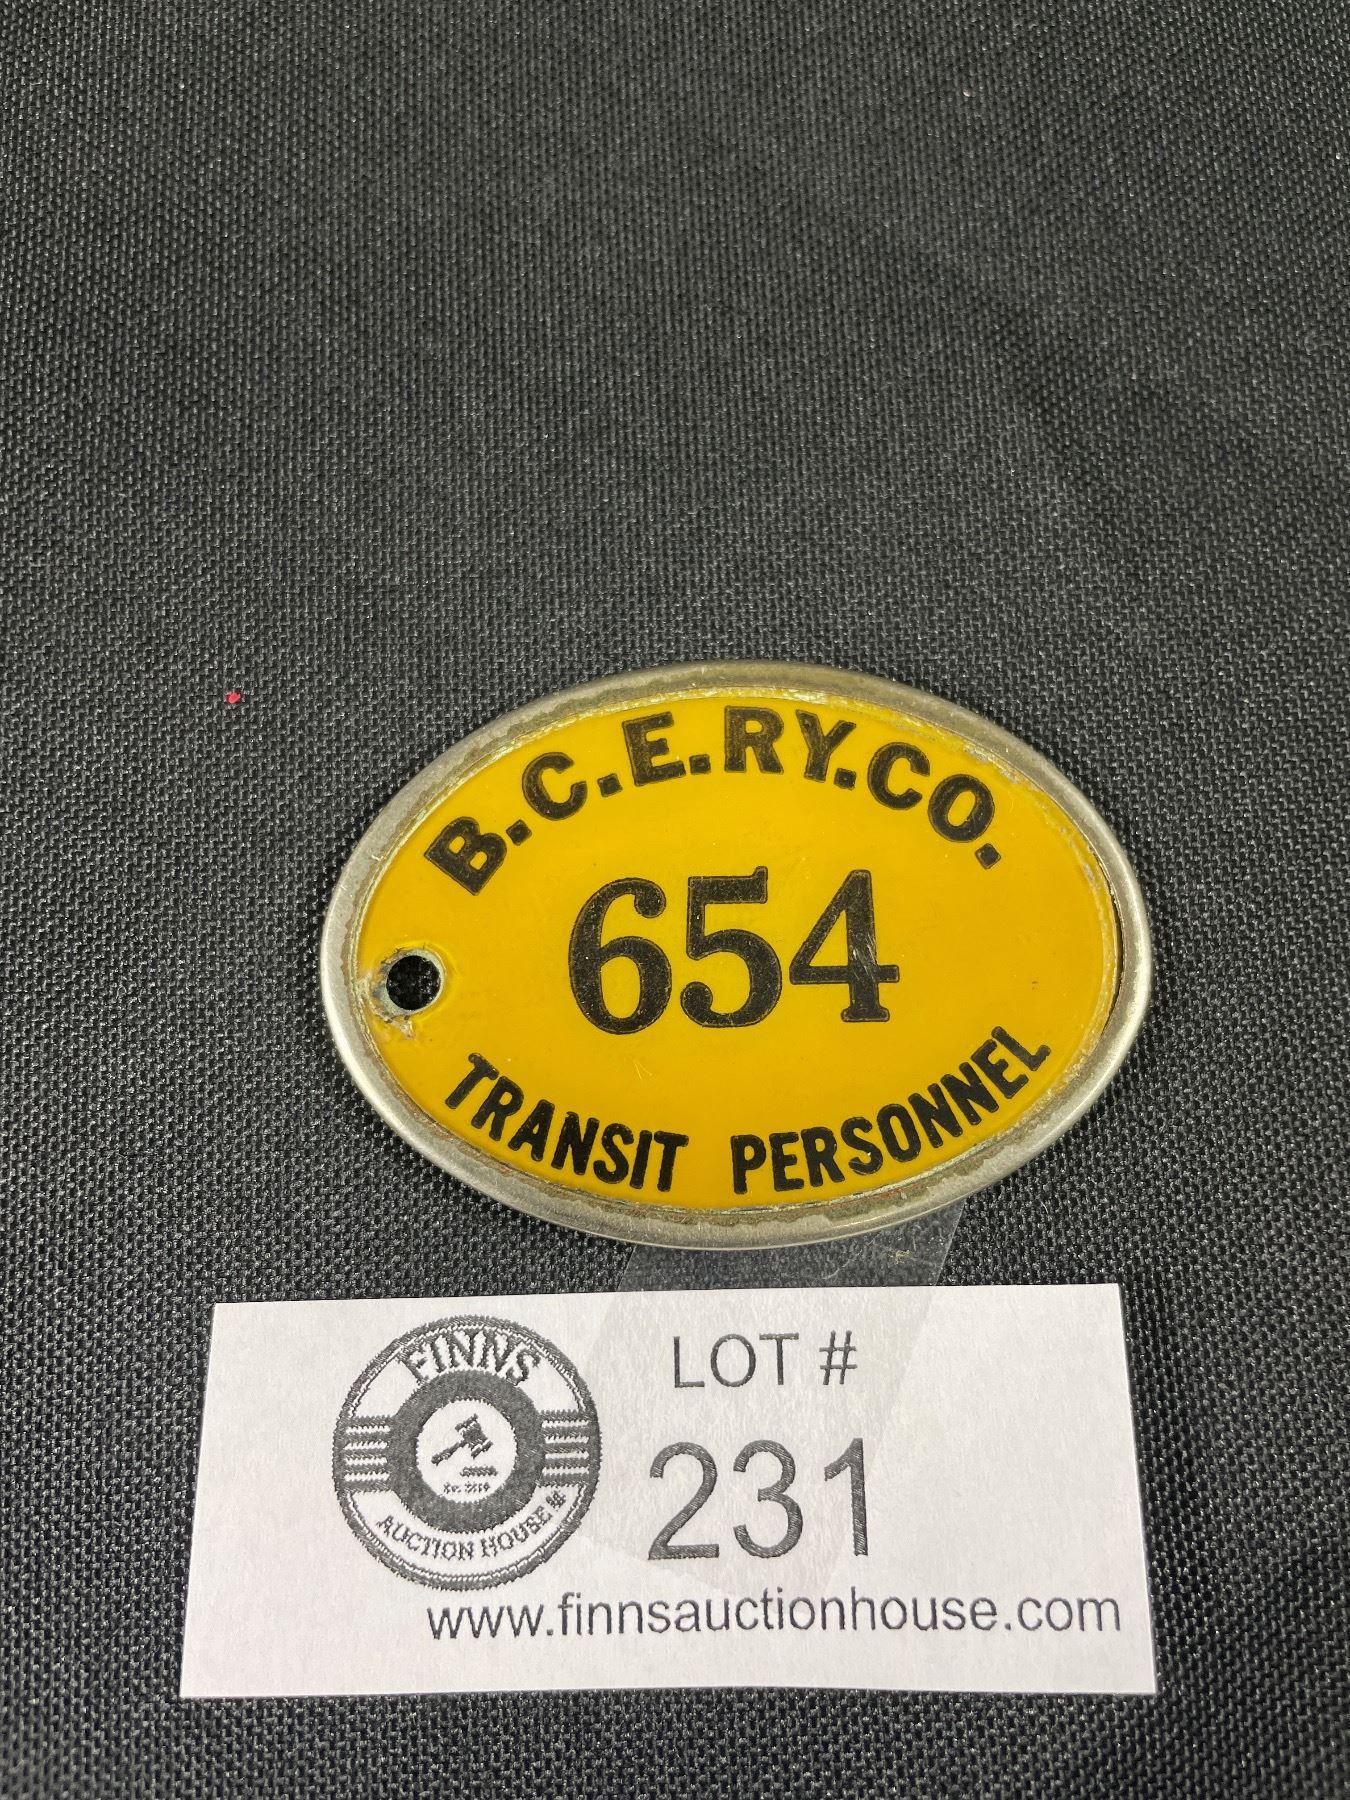 B.C.E.RY.CO.
654
TRANSIT PERSONNEL
FINNS
AUCTION HOUSE
LOT #
231
www.finnsauctionhouse.com